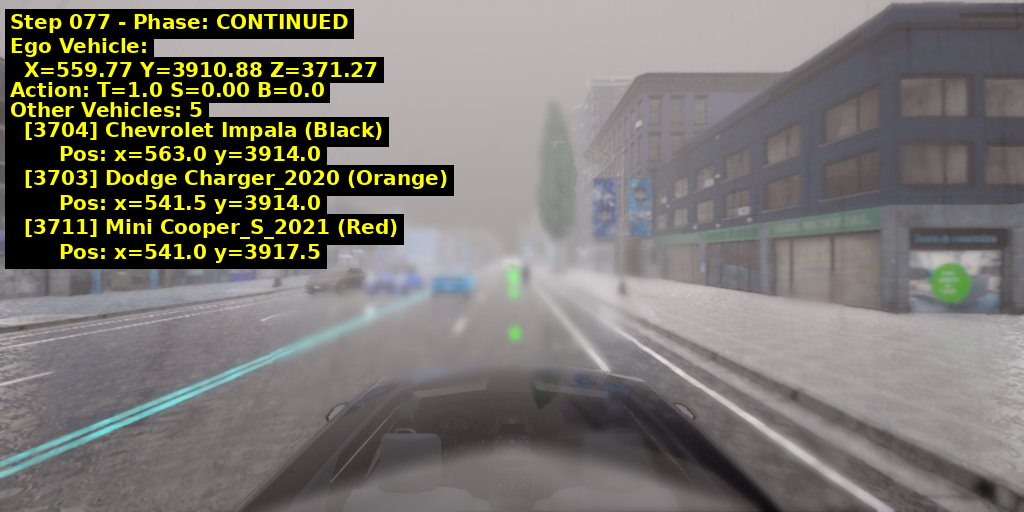 Step 077 - Phase: CONTINUED
Ego Vehicle:
X=559.77 Y=3910.88 Z=371.27
Action: T=1.0 S=0.00 B=0.0
Other Vehicles: 5
[3704] Chevrolet Impala (Black)
Pos: x=563.0 y=3914.0
[3703] Dodge Charger_2020 (Orange)
Pos: x=541.5 y=3914.0
[3711] Mini Cooper_S_2021 (Red)
Pos: x=541.0 y=3917.5